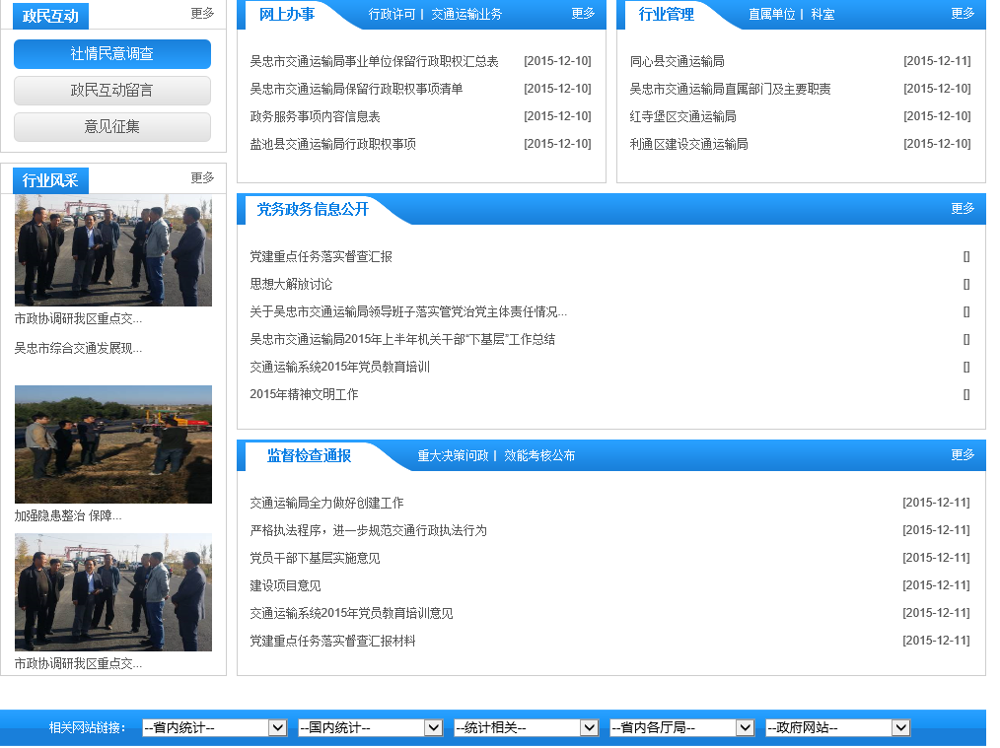 政民互动 更多
社情民意调查
政民互动留言
意见征集
行业风采 更多
市政协调研我区重点交...
吴忠市综合交通发展现...
加强隐患整治 保障...
市政协调研我区重点交...
网上办事 行政许可 | 交通运输业务 更多
吴忠市交通运输局事业单位保留行政职权汇总表 [2015-12-10]
吴忠市交通运输局保留行政职权事项清单 [2015-12-10]
政务服务事项内容信息表 [2015-12-10]
盐池县交通运输局行政职权事项 [2015-12-10]
行业管理 直属单位 | 科室 更多
同心县交通运输局 [2015-12-11]
吴忠市交通运输局直属部门及主要职责 [2015-12-10]
红寺堡区交通运输局 [2015-12-10]
利通区建设交通运输局 [2015-12-10]
党务政务信息公开 更多
党建重点任务落实督查汇报 []
思想大解放讨论 []
关于吴忠市交通运输局领导班子落实管党治党主体责任情况... []
吴忠市交通运输局2015年上半年机关干部“下基层”工作总结 []
交通运输系统2015年党员教育培训 []
2015年精神文明工作 []
监督检查通报 重大决策问政 | 效能考核公布 更多
交通运输局全力做好创建工作 [2015-12-11]
严格执法程序，进一步规范交通行政执法行为 [2015-12-11]
党员干部下基层实施意见 [2015-12-11]
建设项目意见 [2015-12-11]
交通运输系统2015年党员教育培训意见 [2015-12-11]
党建重点任务落实督查汇报材料 [2015-12-11]
相关网站链接： --省内统计-- --国内统计-- --统计相关-- --省内各厅局-- --政府网站--